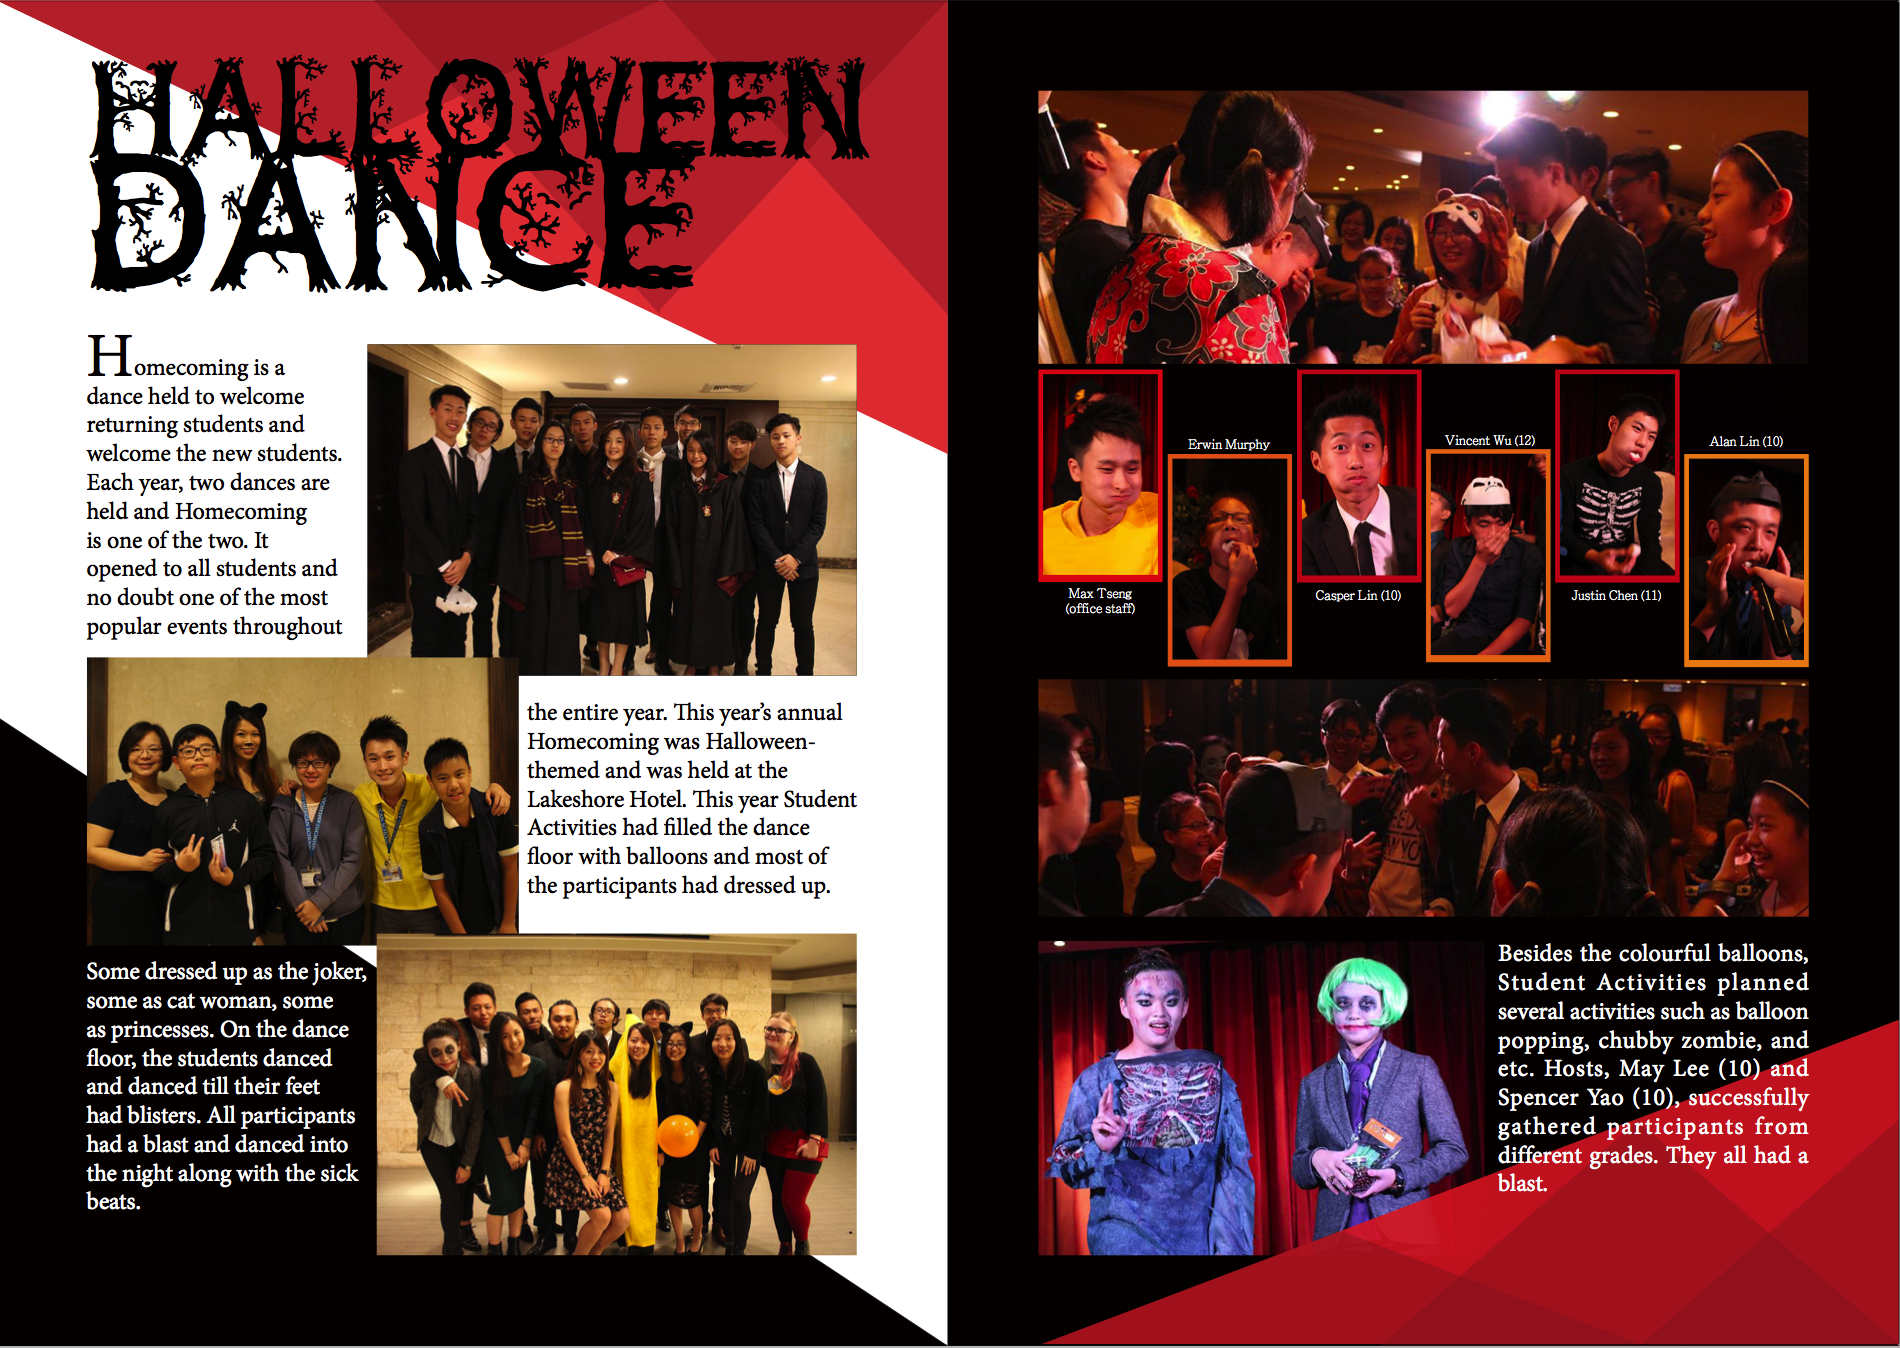 HALLOWEEN
DANCE
Homecoming is a
dance held to welcome
returning students and
welcome the new students.
Each year, two dances are
held and Homecoming
is one of the two. It
opened to all students and
no doubt one of the most
popular events throughout
the entire year. This year's annual
Homecoming was Halloween-
themed and was held at the
Lakeshore Hotel. This year Student
Activities had filled the dance
floor with balloons and most of
the participants had dressed up.
Some dressed up as the joker,
some as cat woman, some
as princesses. On the dance
floor, the students danced
and danced till their feet
had blisters. All participants
had a blast and danced into
the night along with the sick
beats.
Max Tseng
(office staff)
Erwin Murphy
Casper Lin (10)
Vincent Wu (12)
Justin Chen (11)
Alan Lin (10)
Besides the colourful balloons,
Student Activities planned
several activities such as balloon
popping, chubby zombie, and
etc. Hosts, May Lee (10) and
Spencer Yao (10), successfully
gathered participants from
different grades. They all had a
blast.